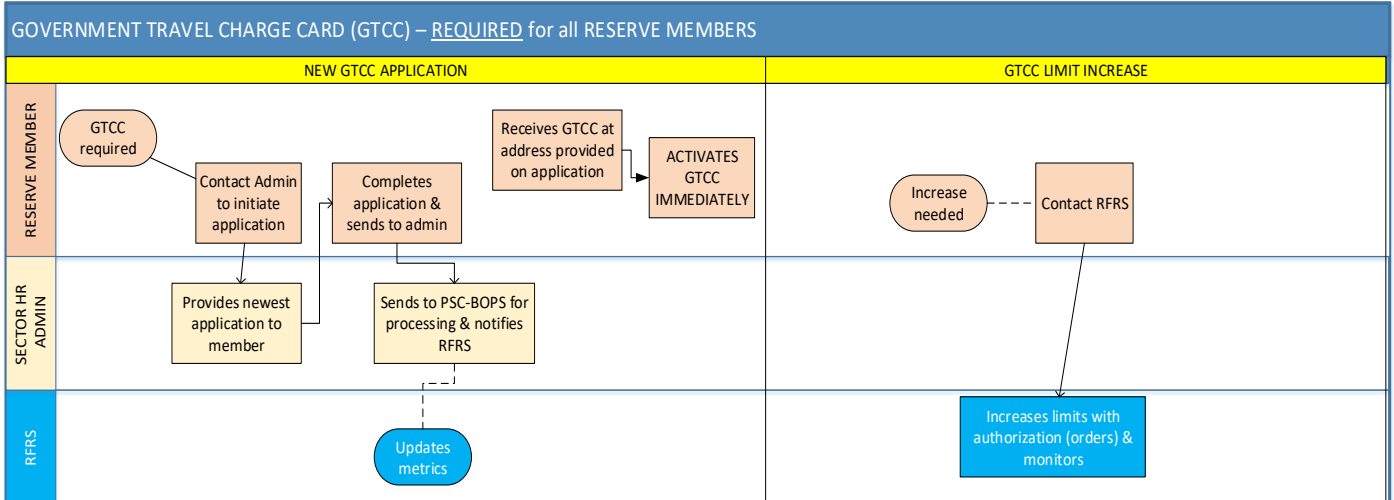 GOVERNMENT TRAVEL CHARGE CARD (GTCC) – REQUIRED for all RESERVE MEMBERS
NEW GTCC APPLICATION
GTCC LIMIT INCREASE
RESERVE MEMBER
GTCC
required
Contact Admin
to initiate
application
Completes
application &
sends to admin
Receives GTCC at
address provided
on application
ACTIVATES
GTCC
IMMEDIATELY
Increase
needed
Contact RFRS
SECTOR HR
ADMIN
Provides newest
application to
member
Sends to PSC-BOPS for
processing & notifies
RFRS
RFRS
Updates
metrics
Increases limits with
authorization (orders) &
monitors